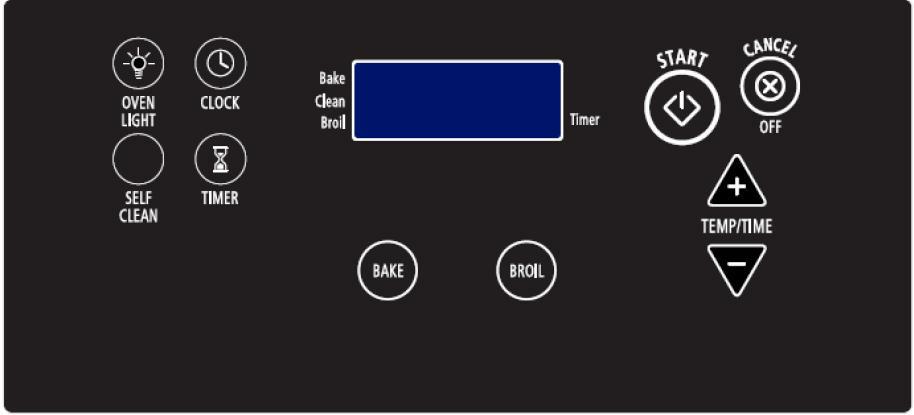 OVEN
LIGHT
CLOCK
SELF
CLEAN
TIMER
Bake
Clean
Broil
Timer
BAKE
BROIL
START
CANCEL
OFF
+
TEMP/TIME
-